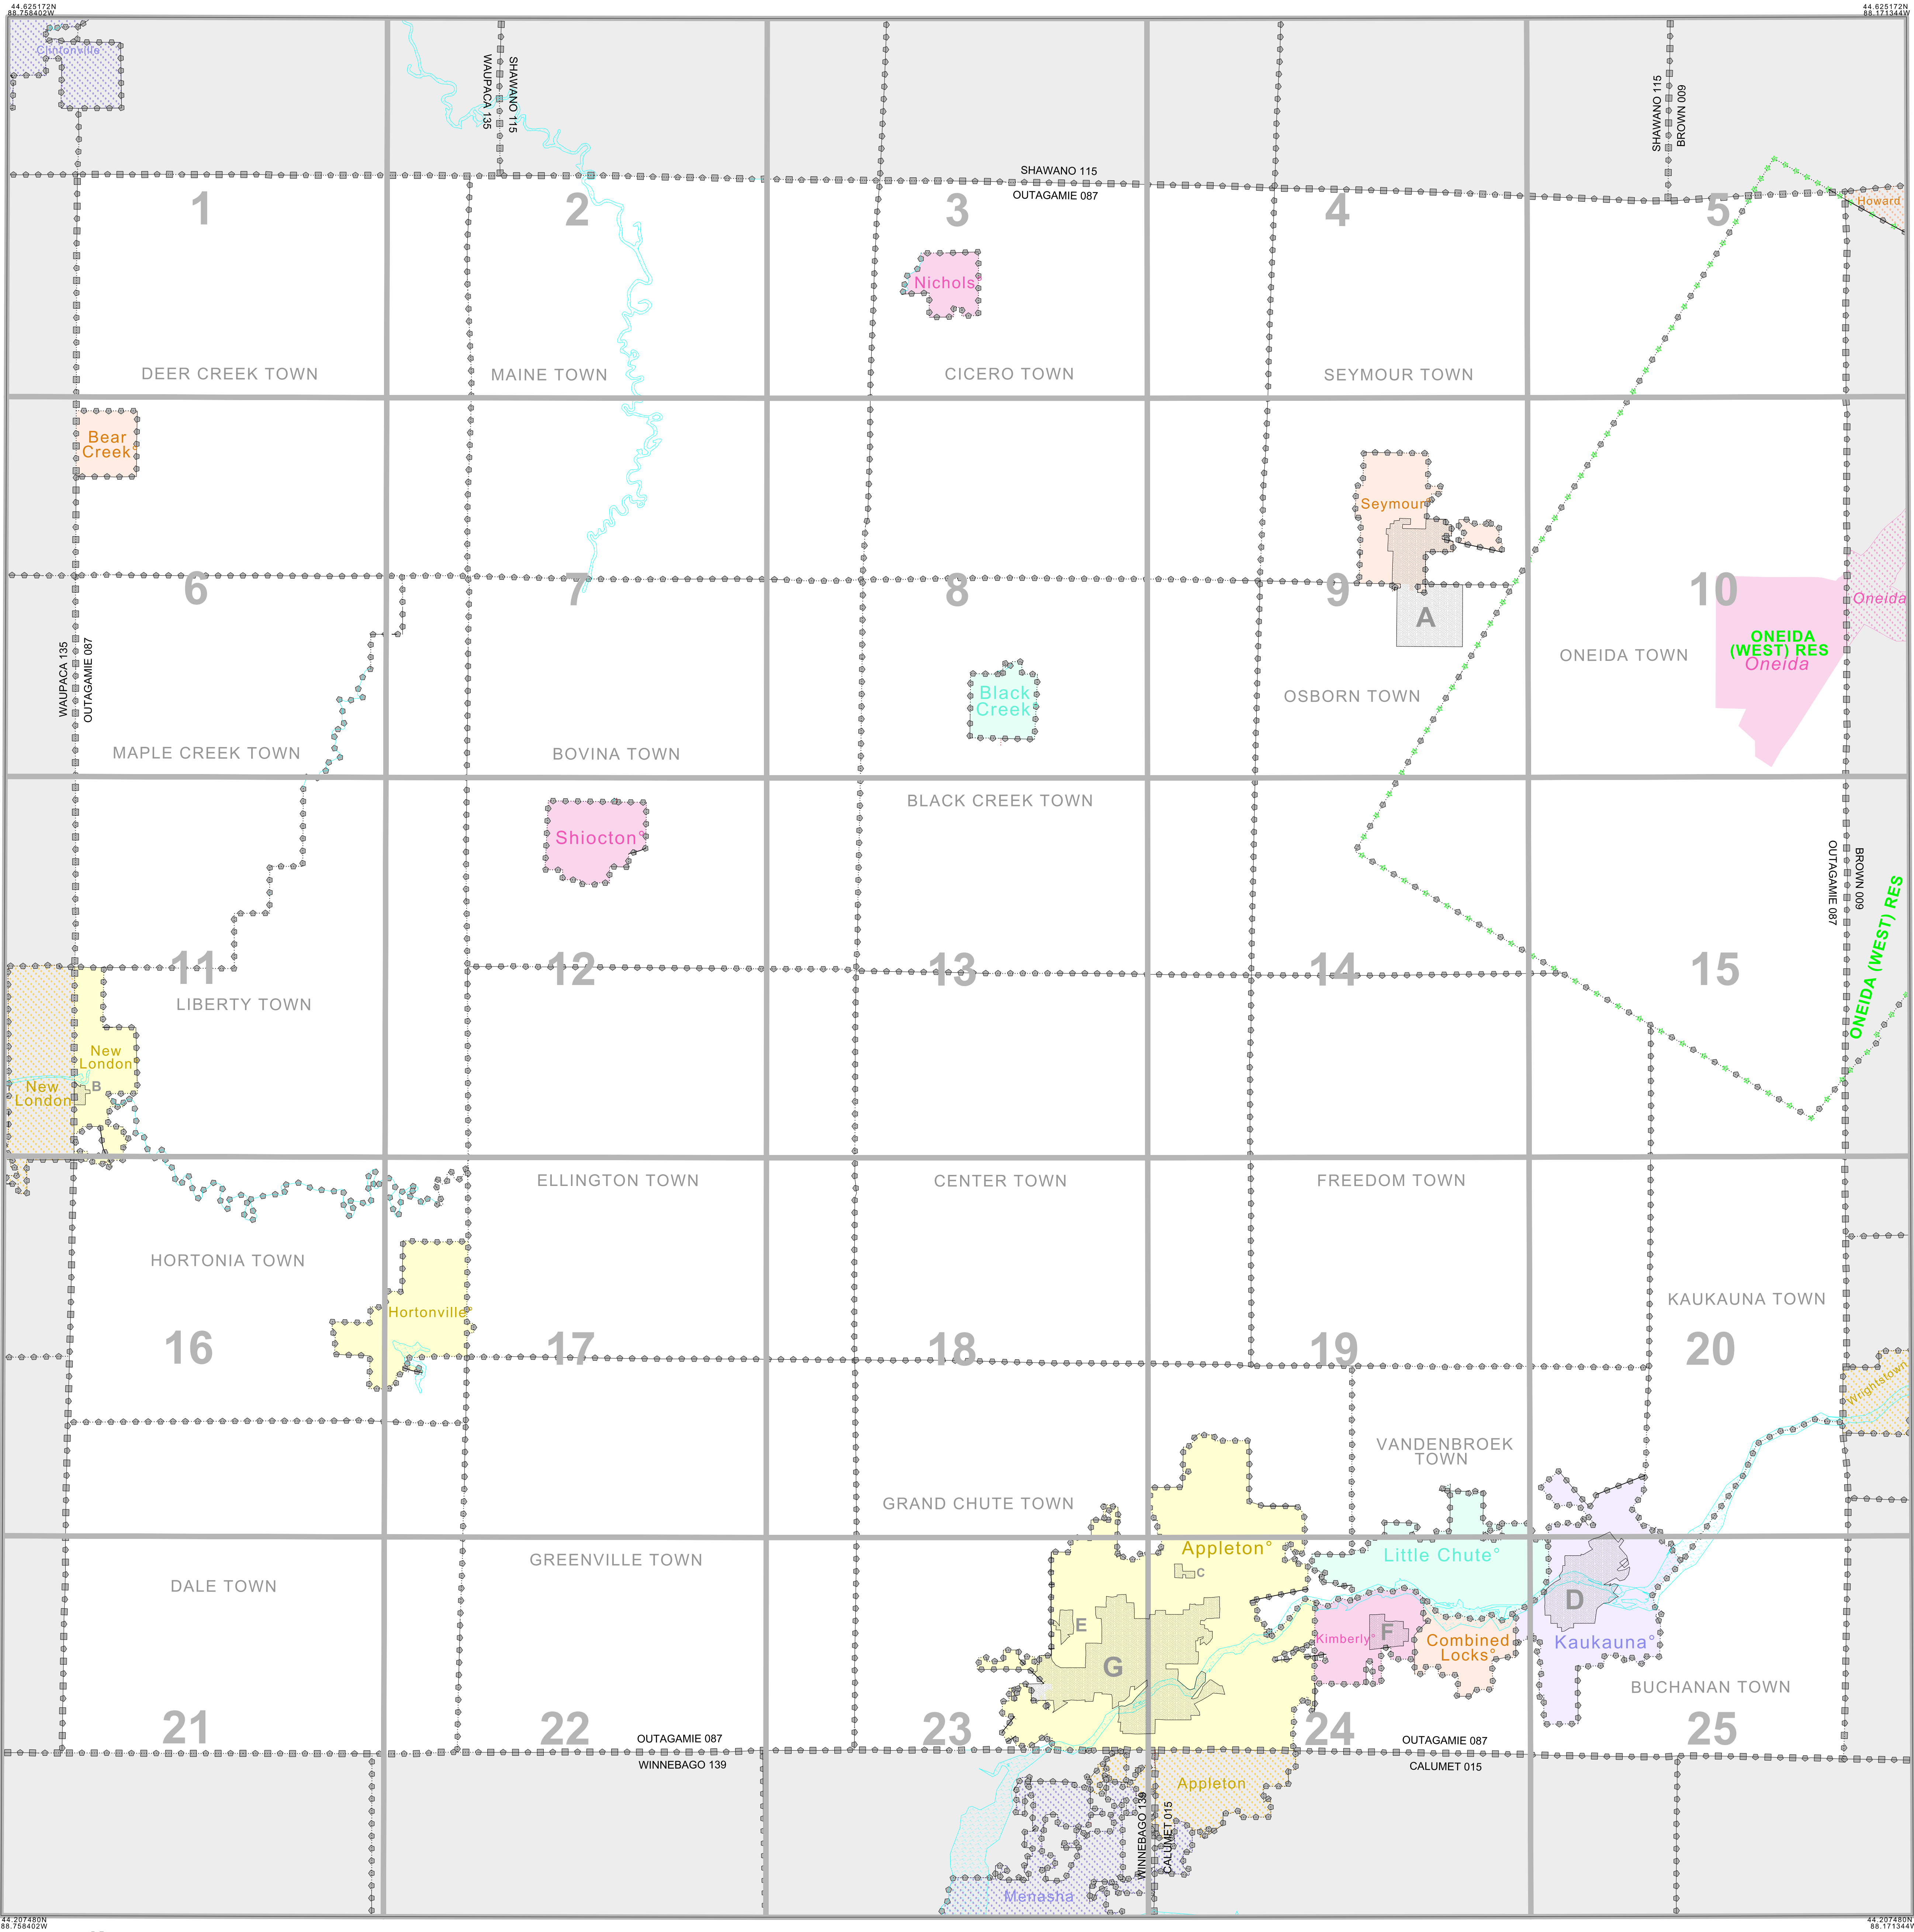 44.625172N
88.758402W
44.625172N
88.171344W
Clintonville
WAUPACA 135
SHAWANO 115
SHAWANO 115
BROWN 009
SHAWANO 115
OUTAGAMIE 087
1
2
3
4
5
Howard
Nichols°
DEER CREEK TOWN
MAINE TOWN
CICERO TOWN
SEYMOUR TOWN
Bear
Creek°
Seymour
6
7
8
9
10
A
Oneida
ONEIDA
(WEST) RES
Oneida
ONEIDA TOWN
OSBORN TOWN
WAUPACA 135
OUTAGAMIE 087
Black
Creek°
MAPLE CREEK TOWN
BOVINA TOWN
BLACK CREEK TOWN
Shiocton°
OUTAGAMIE 087
BROWN 009
ONEIDA (WEST) RES
11
12
13
14
15
LIBERTY TOWN
New
London°
B
New
London
ELLINGTON TOWN
CENTER TOWN
FREEDOM TOWN
HORTONIA TOWN
KAUKAUNA TOWN
Hortonville°
16
17
18
19
20
Wrightstown
VANDENBROEK
TOWN
GRAND CHUTE TOWN
GREENVILLE TOWN
Appleton°
Little Chute°
C
DALE TOWN
E
D
F
Kimberly°
Combined
Locks°
Kaukauna°
G
BUCHANAN TOWN
21
22
23
24
25
OUTAGAMIE 087
WINNEBAGO 139
OUTAGAMIE 087
CALUMET 015
Appleton
WINNEBAGO 139
CALUMET 015
Menasha
44.207480N
88.758402W
44.207480N
88.171344W